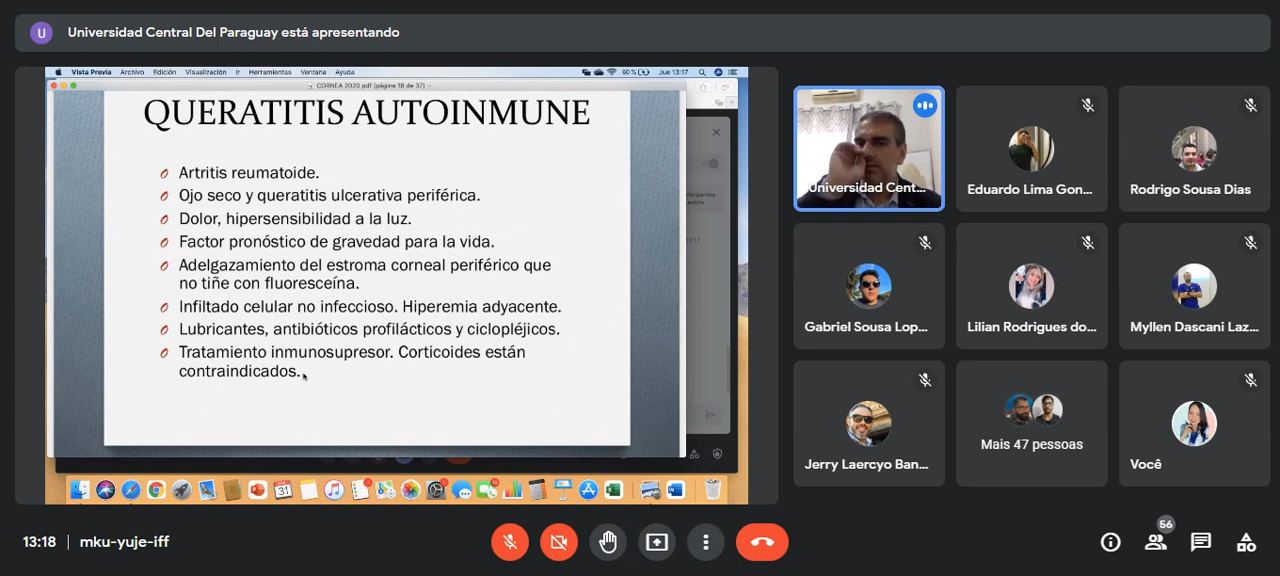 U
Universidad Central Del Paraguay está apresentando
Vista Previa Archivo Edición Visualización Ir Herramientas Ventana Ayuda
Jue 13:17
CORNEA 2020 pdf (página 18 de 37)
QUERATITIS AUTOINMUNE
Artritis reumatoide.
Ojo seco y queratitis ulcerativa periférica.
Dolor, hipersensibilidad a la luz.
Factor pronóstico de gravedad para la vida.
Adelgazamiento del estroma corneal periférico que
no tiñe con fluoresceína.
Infiltado celular no infeccioso. Hiperemia adyacente.
Lubricantes, antibióticos profilácticos y ciclopléjicos.
Tratamiento inmunosupresor. Corticoides están
contraindicados.
Universidad Cent...
Eduardo Lima Gon...
Rodrigo Sousa Dias
Gabriel Sousa Lop...
Lilian Rodrigues do...
Myllen Dascani Laz...
Jerry Laercyo Ban...
Mais 47 pessoas
Você
31
13:18 | mku-yuje-iff
56